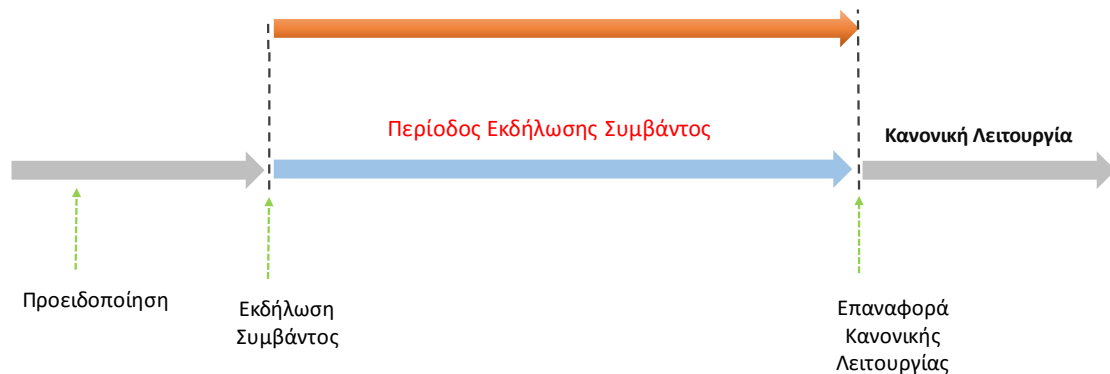 Περίοδος Εκδήλωσης Συμβάντος
Κανονική Λειτουργία
Προειδοποίηση
Εκδήλωση
Συμβάντος
Επαναφορά
Κανονικής
Λειτουργίας